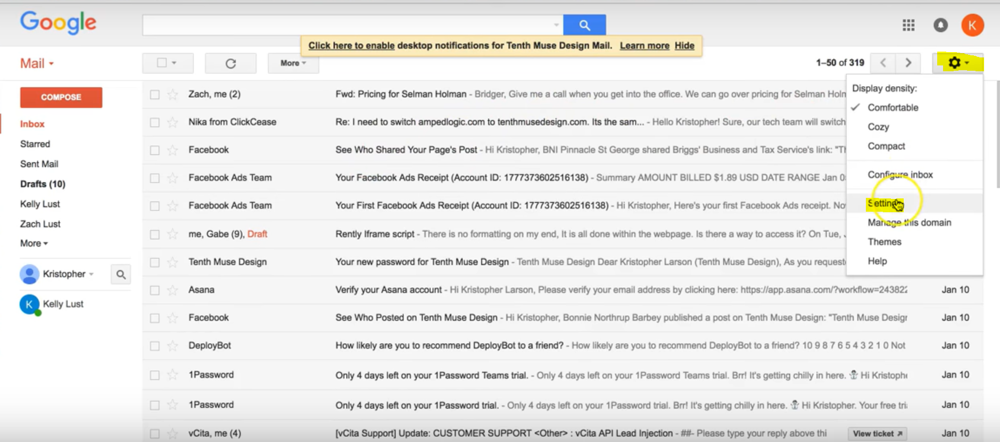 Google
Click here to enable desktop notifications for Tenth Muse Design Mail. Learn more Hide
K
Mail
More
1–50 of 319
COMPOSE
Inbox
Starred
Sent Mail
Drafts (10)
Kelly Lust
Zach Lust
More
Kristopher
K Kelly Lust
Zach, me (2) Fwd: Pricing for Selman Holman - Bridger, Give me a call when you get into the office. We can go over pricing for Selman Holm
Nika from ClickCease Re: I need to switch ampedlogic.com to tenthmusedesign.com. Its the sam... - Hello Kristopher! Sure, our tech team will switch
Facebook See Who Shared Your Page's Post - Hi Kristopher, BNI Pinnacle St George shared Briggs' Business and Tax Service's link: "Th
Facebook Ads Team Your Facebook Ads Receipt (Account ID: 1777373602516138) - Summary AMOUNT BILLED $1.89 USD DATE RANGE Jan 0
Facebook Ads Team Your First Facebook Ads Receipt (Account ID: 1777373602516138) - Hi Kristopher, Here's your first Facebook Ads receipt. No
me, Gabe (9), Draft Rently Iframe script - There is no formatting on my end, It is all done within the webpage. Is there a way to access it? On Tue,
Tenth Muse Design Your new password for Tenth Muse Design - Tenth Muse Design Dear Kristopher Larson (Tenth Muse Design), As you requeste
Asana Verify your Asana account - Hi Kristopher Larson, Please verify your email address by clicking here: https://app.asana.com/?workflow=243822 Jan 10
Facebook See Who Posted on Tenth Muse Design - Hi Kristopher, Bonnie Northrup Barbey published a post on Tenth Muse Design: "Tenth Muse Design Jan 10
DeployBot How likely are you to recommend DeployBot to a friend? - How likely are you to recommend DeployBot to a friend? 10 9 8 7 6 5 4 3 2 1 0 Not Jan 10
1Password Only 4 days left on your 1Password Teams trial. - Only 4 days left on your 1Password Teams trial. Brr! It's getting chilly in here. ⛄ Hi Kristophe Jan 10
1Password Only 4 days left on your 1Password trial. - Only 4 days left on your 1Password trial. Brr! It's getting chilly in here. ⛄ Hi Kristopher. Your free tri Jan 10
vCita, me (4) [vCita Support] Update: CUSTOMER SUPPORT <Other> : vCita API Lead Injection - ##- Please type your reply above thi View ticket Jan 10
Display density:
Comfortable
Cozy
Compact
Configure inbox
Settings
Manage this domain
Themes
Help